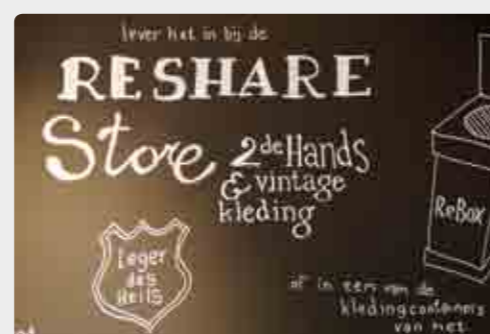 lever het in bij de
RESHARE
Store
2de Hands
& vintage
kleding
ReBox
Leger
des
Heils
of in een van de
kledingcontainers
van het